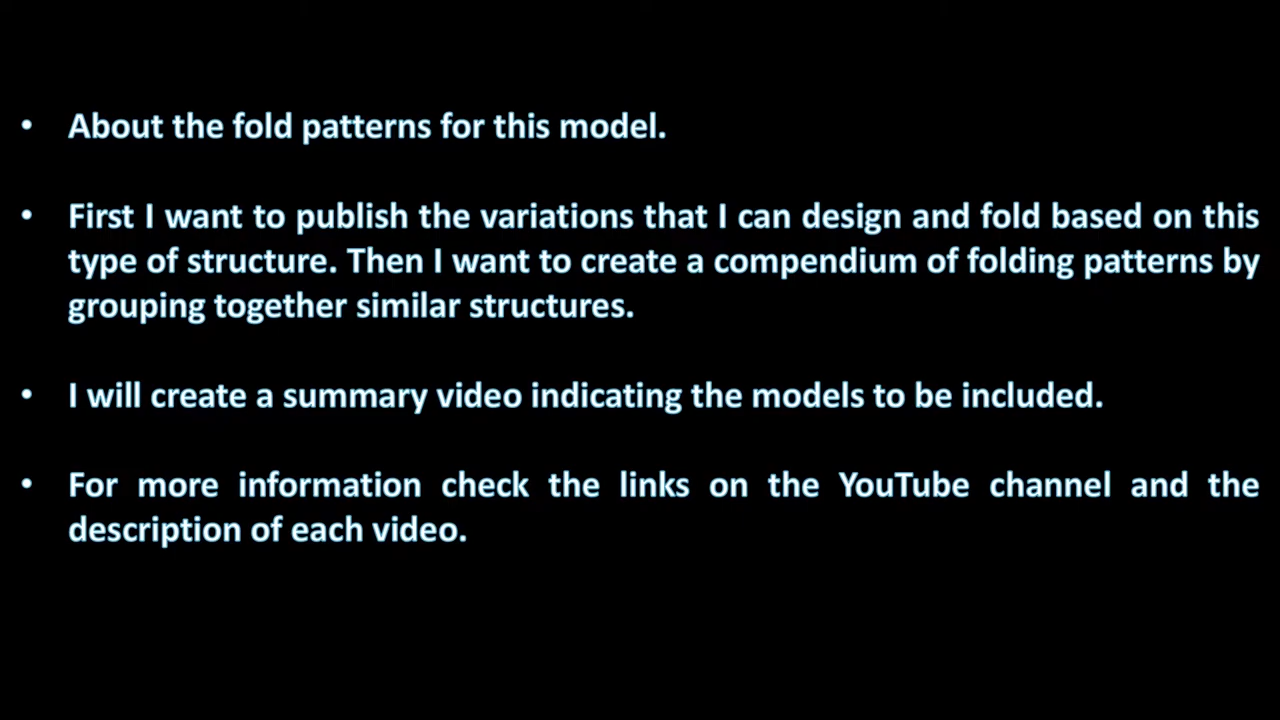 • About the fold patterns for this model.
• First I want to publish the variations that I can design and fold based on this
type of structure. Then I want to create a compendium of folding patterns by
grouping together similar structures.
• I will create a summary video indicating the models to be included.
• For more information check the links on the YouTube channel and the
description of each video.